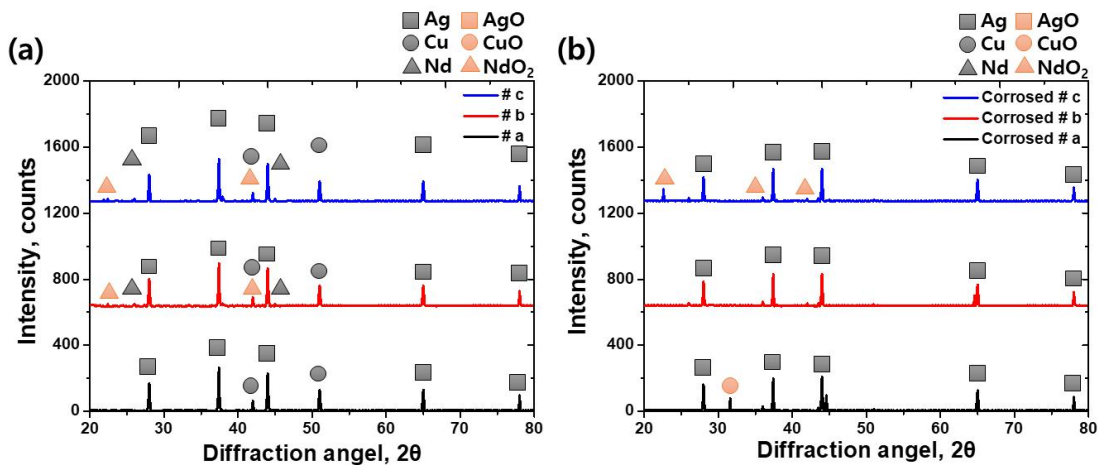 (a)
Ag AgO
Cu CuO
Nd NdO2
# c
# b
# a
2000
1600
1200
800
400
0
20 30 40 50 60 70 80
Intensity, counts
Diffraction angel, 2θ
(b)
Ag AgO
Cu CuO
Nd NdO2
Corrosed # c
Corrosed # b
Corrosed # a
2000
1600
1200
800
400
0
20 30 40 50 60 70 80
Intensity, counts
Diffraction angel, 2θ